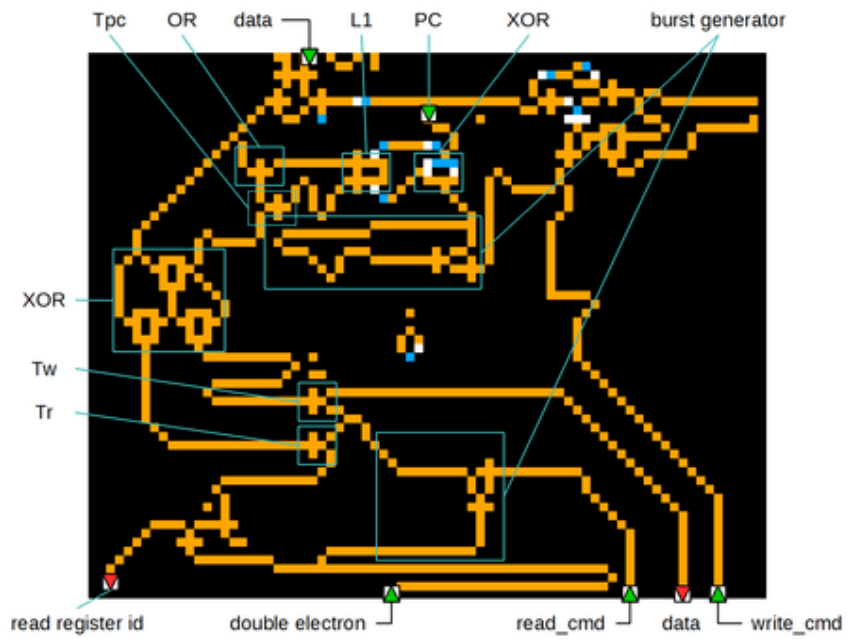 Tpc OR data L1 PC XOR burst generator
XOR
Tw
Tr
read register id double electron read_cmd data write_cmd